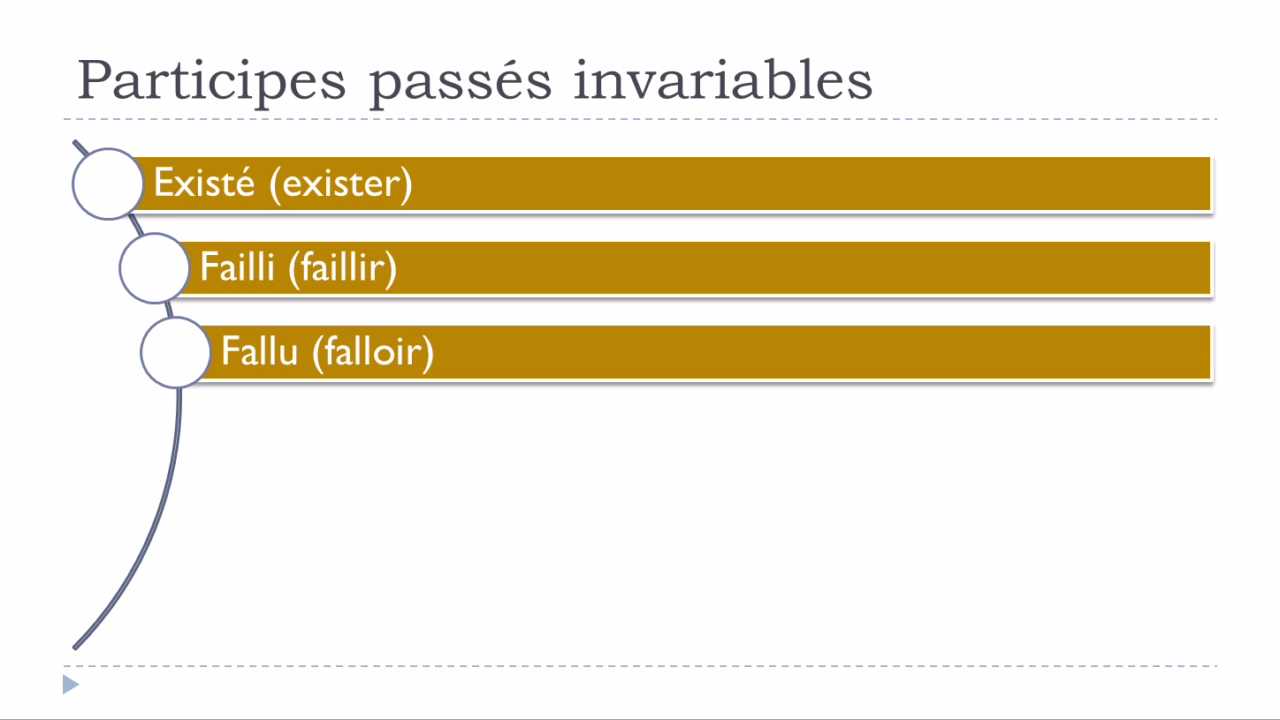 Participes passés invariables
Existé (exister)
Failli (faillir)
Fallu (falloir)